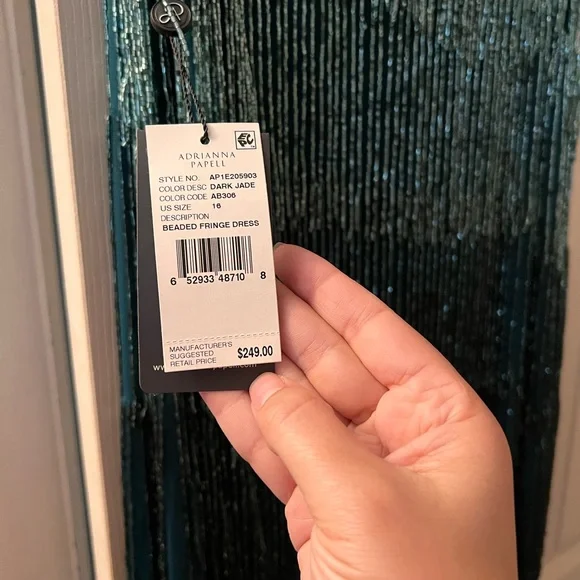 ADRIANNA
PAPELL
STYLE NO. AP1E205903
COLOR DESC DARK JADE
COLOR CODE AB306
US SIZE 16
DESCRIPTION
BEADED FRINGE DRESS
6 52933 48710 8
MANUFACTURER'S
SUGGESTED
RETAIL PRICE $249.00